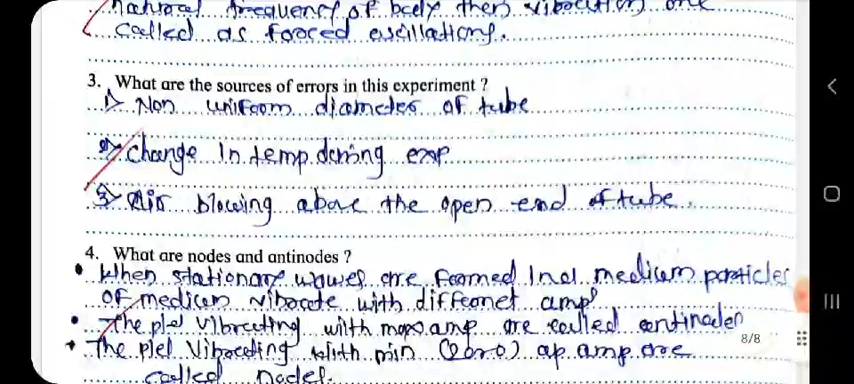 natural frequency of body then vibrations are
called as forced oscillations.
3. What are the sources of errors in this experiment ?
1> Non uniform diameter of tube
2> change in temp. during exp
3> Air blowing above the open end of tube.
4. What are nodes and antinodes ?
• When stationary waves are formed in a medium particles
of medium vibrate with different amp
• The ptel vibrating with max amp are called antinodes
8/8
• The ptel vibrating with min (zero) ap amp are
called nodes.